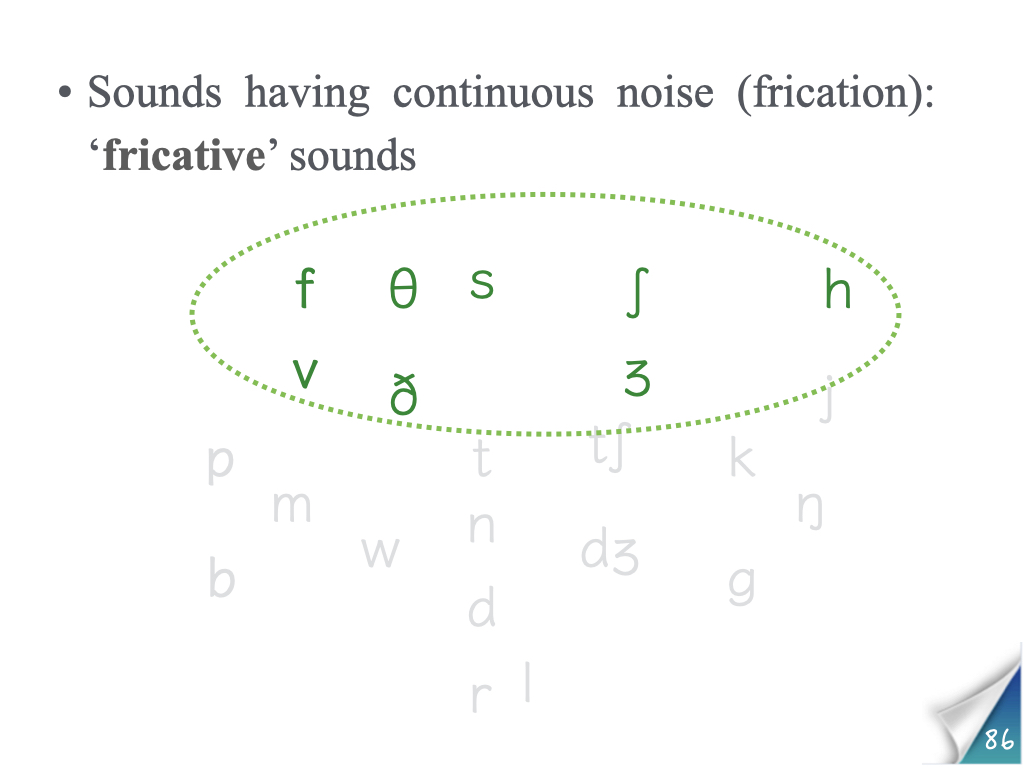 • Sounds having continuous noise (frication):
‘fricative’ sounds
f θ s ʃ h
v ð ʒ j
p t tʃ k
m n w dʒ ŋ
b d g
r l
86